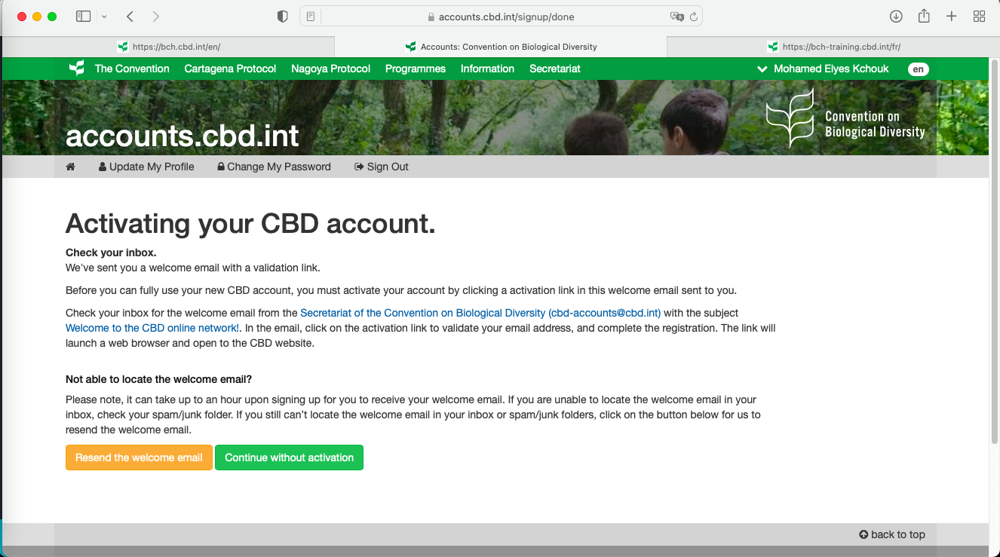 accounts.cbd.int/signup/done
https://bch.cbd.int/en/
Accounts: Convention on Biological Diversity
https://bch-training.cbd.int/fr/
The Convention Cartagena Protocol Nagoya Protocol Programmes Information Secretariat Mohamed Elyes Kchouk en
accounts.cbd.int
Convention on
Biological Diversity
Update My Profile Change My Password Sign Out
Activating your CBD account.
Check your inbox.
We've sent you a welcome email with a validation link.
Before you can fully use your new CBD account, you must activate your account by clicking a activation link in this welcome email sent to you.
Check your inbox for the welcome email from the Secretariat of the Convention on Biological Diversity (cbd-accounts@cbd.int) with the subject
Welcome to the CBD online network!. In the email, click on the activation link to validate your email address, and complete the registration. The link will
launch a web browser and open to the CBD website.
Not able to locate the welcome email?
Please note, it can take up to an hour upon signing up for you to receive your welcome email. If you are unable to locate the welcome email in your
inbox, check your spam/junk folder. If you still can’t locate the welcome email in your inbox or spam/junk folders, click on the button below for us to
resend the welcome email.
Resend the welcome email Continue without activation
back to top